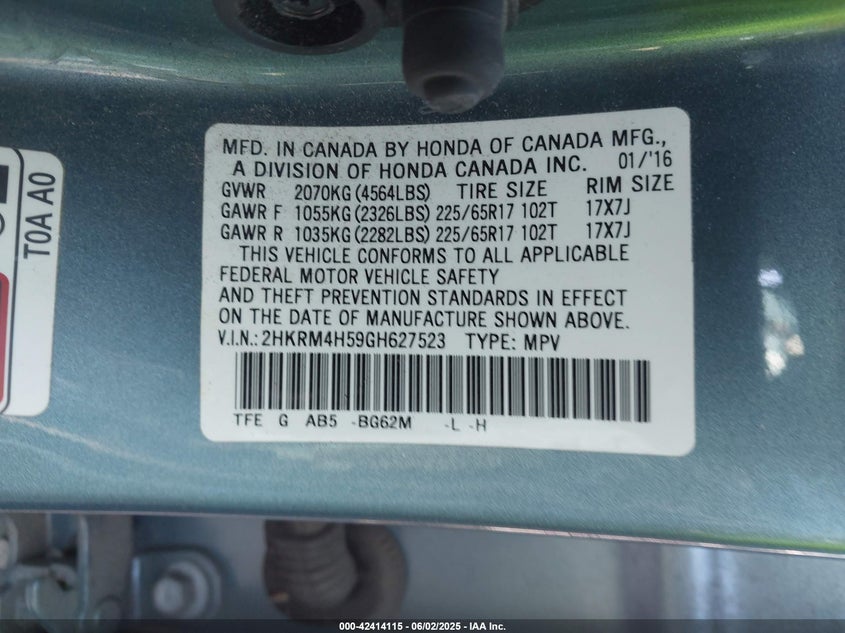 MFD. IN CANADA BY HONDA OF CANADA MFG.,
A DIVISION OF HONDA CANADA INC. 01/'16
GVWR 2070KG(4564LBS) TIRE SIZE RIM SIZE
GAWR F 1055KG(2326LBS) 225/65R17 102T 17X7J
GAWR R 1035KG(2282LBS) 225/65R17 102T 17X7J
THIS VEHICLE CONFORMS TO ALL APPLICABLE
FEDERAL MOTOR VEHICLE SAFETY
AND THEFT PREVENTION STANDARDS IN EFFECT
ON THE DATE OF MANUFACTURE SHOWN ABOVE.
V.I.N.:2HKRM4H59GH627523 TYPE: MPV
TFE G AB5 -BG62M -L -H
T0A A0
000-42414115 - 06/02/2025 - IAA Inc.